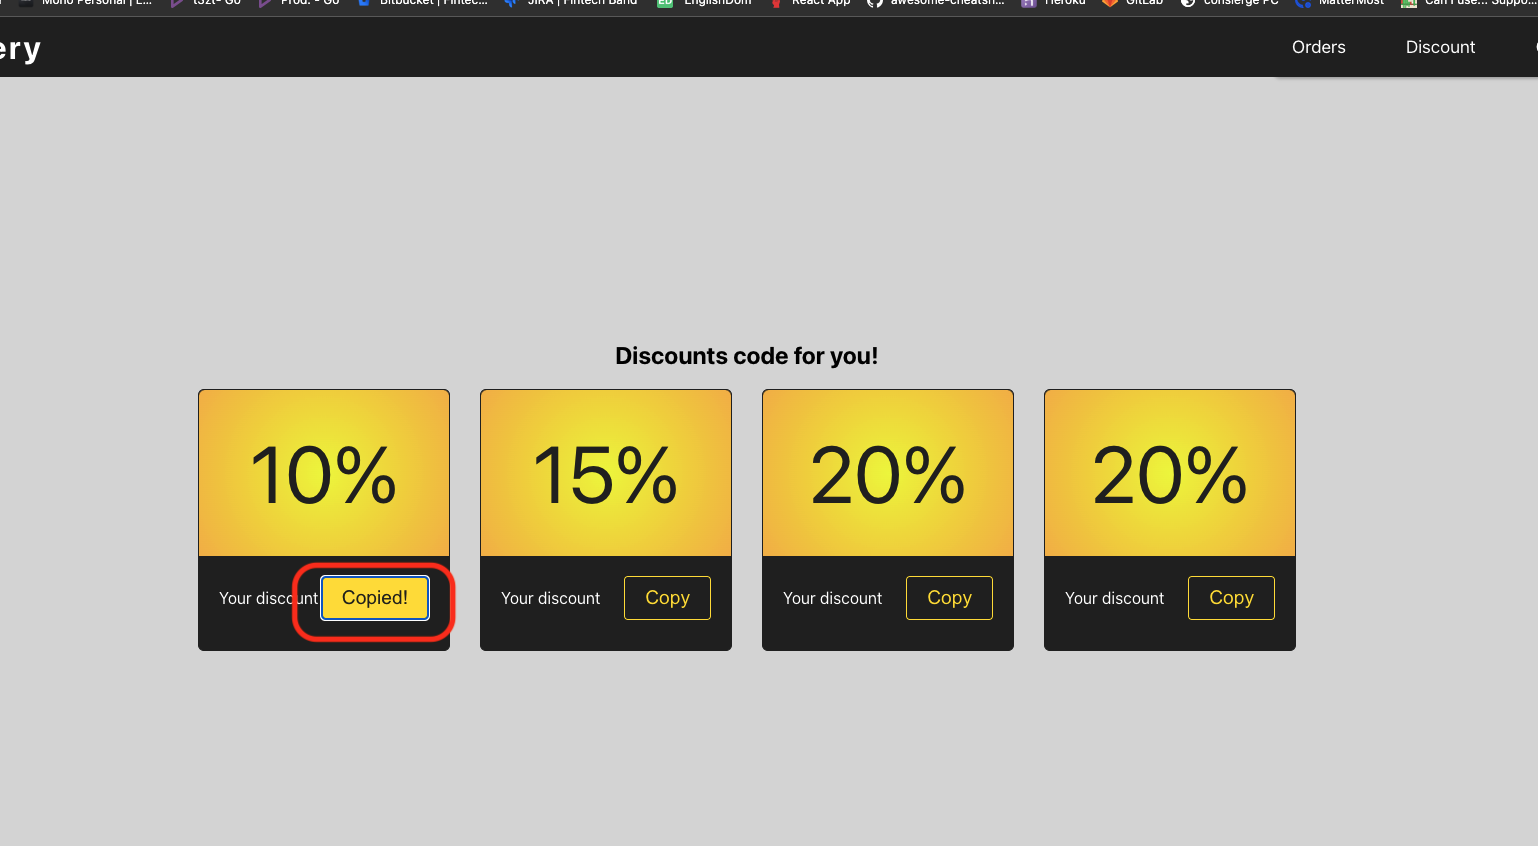 Mono Personal | E... tszt- Go Prod. - Go Bitbucket | Fintec... JIRA | Fintech Band ED EnglishDom React App awesome-cheatsh... Heroku GitLab consierge PC MatterMost Can I use... Suppo...
ery Orders Discount
Discounts code for you!
10% 15% 20% 20%
Your discount Copied! Your discount Copy Your discount Copy Your discount Copy